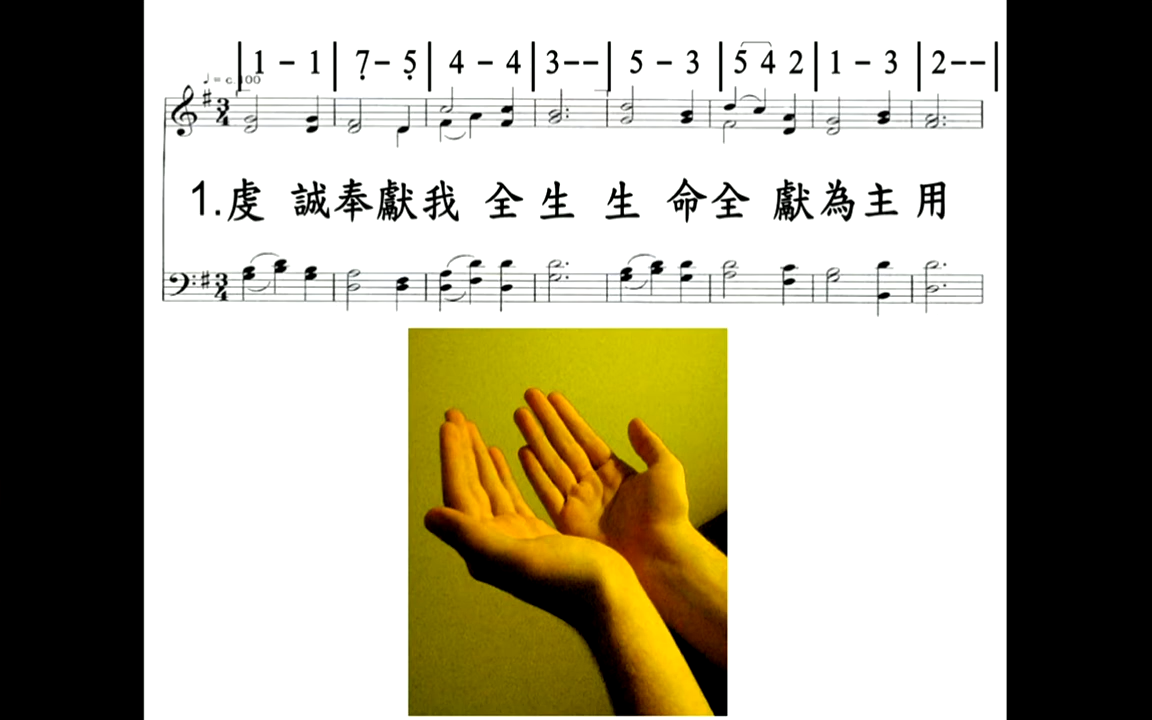 | 1 – 1 | 7̣ – 5̣ | 4 – 4 | 3 – – | 5 – 3 | 5 4 2 | 1 – 3 | 2 – – |
♩ = c. 100
3/4
1.虔 誠奉獻我 全 生 生 命全 獻為主 用
3/4